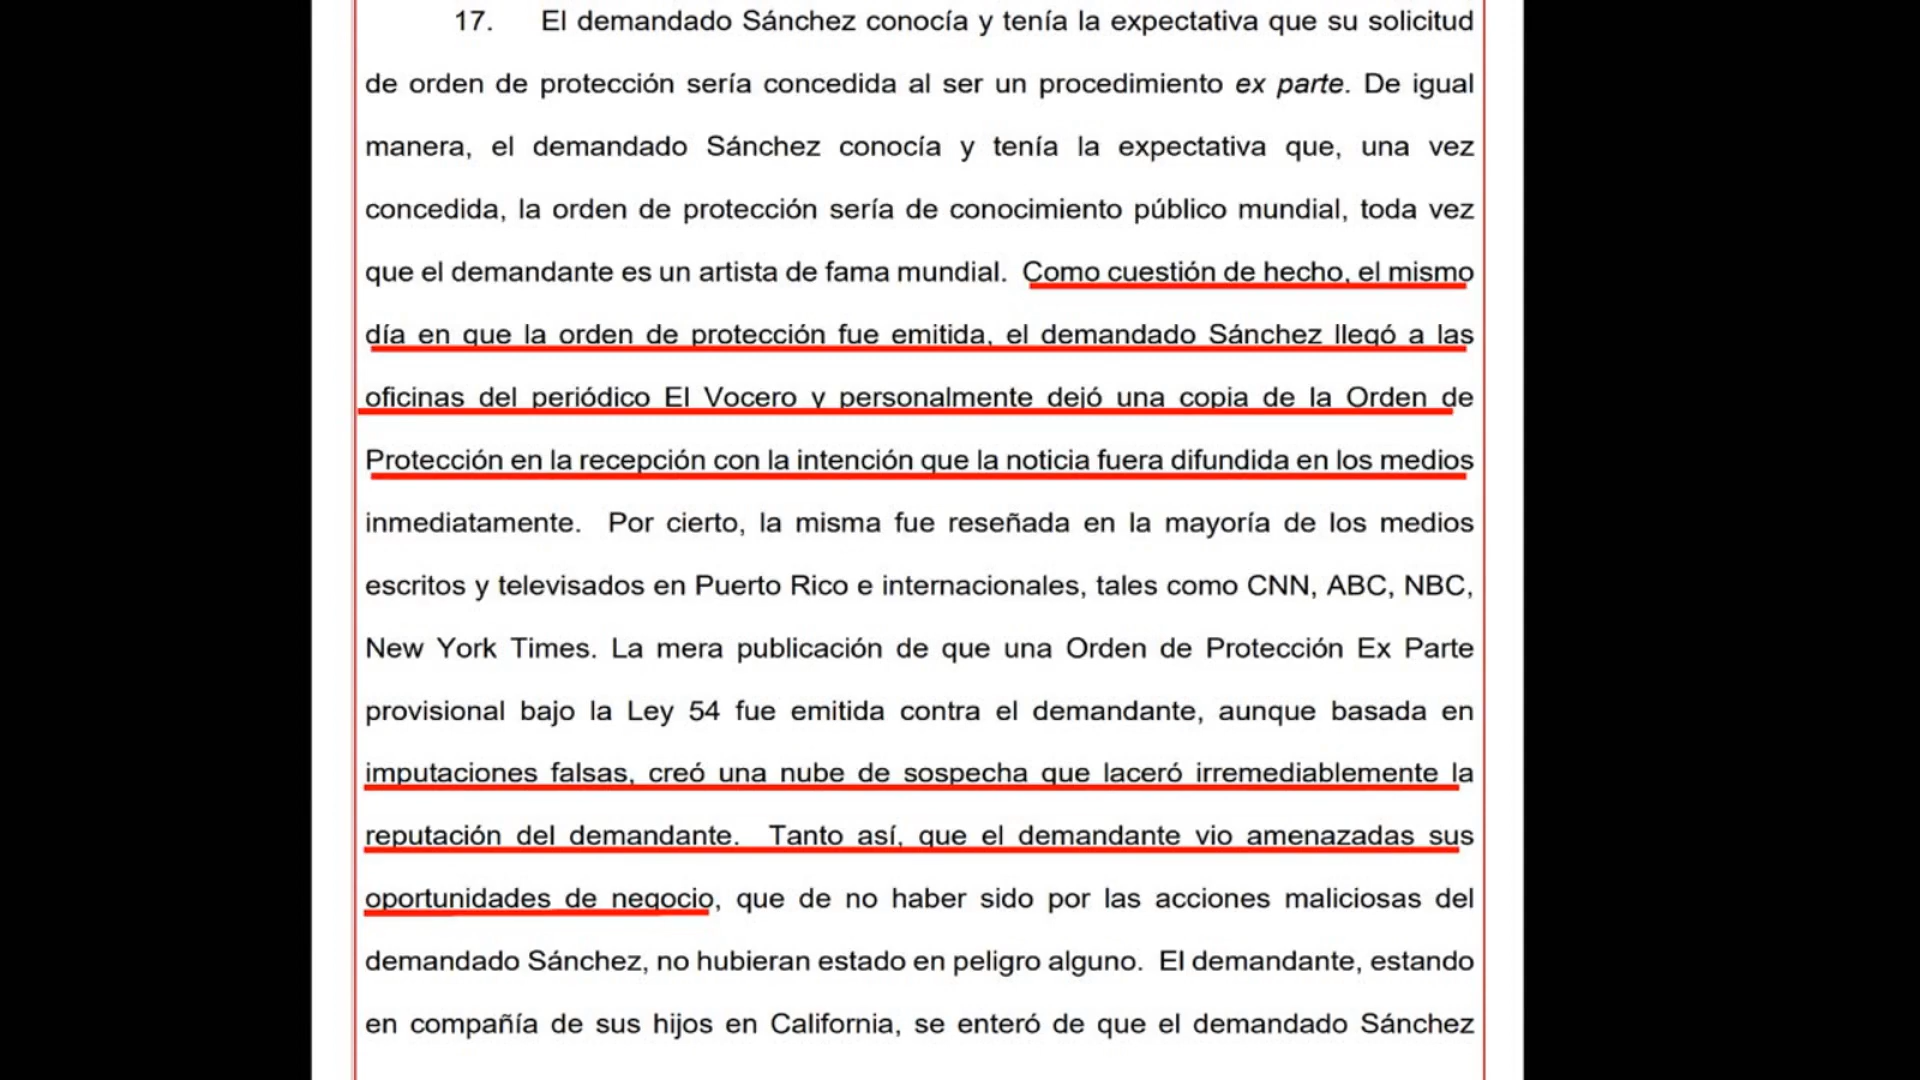 17. El demandado Sánchez conocía y tenía la expectativa que su solicitud
de orden de protección sería concedida al ser un procedimiento ex parte. De igual
manera, el demandado Sánchez conocía y tenía la expectativa que, una vez
concedida, la orden de protección sería de conocimiento público mundial, toda vez
que el demandante es un artista de fama mundial. Como cuestión de hecho, el mismo
día en que la orden de protección fue emitida, el demandado Sánchez llegó a las
oficinas del periódico El Vocero y personalmente dejó una copia de la Orden de
Protección en la recepción con la intención que la noticia fuera difundida en los medios
inmediatamente. Por cierto, la misma fue reseñada en la mayoría de los medios
escritos y televisados en Puerto Rico e internacionales, tales como CNN, ABC, NBC,
New York Times. La mera publicación de que una Orden de Protección Ex Parte
provisional bajo la Ley 54 fue emitida contra el demandante, aunque basada en
imputaciones falsas, creó una nube de sospecha que laceró irremediablemente la
reputación del demandante. Tanto así, que el demandante vio amenazadas sus
oportunidades de negocio, que de no haber sido por las acciones maliciosas del
demandado Sánchez, no hubieran estado en peligro alguno. El demandante, estando
en compañía de sus hijos en California, se enteró de que el demandado Sánchez